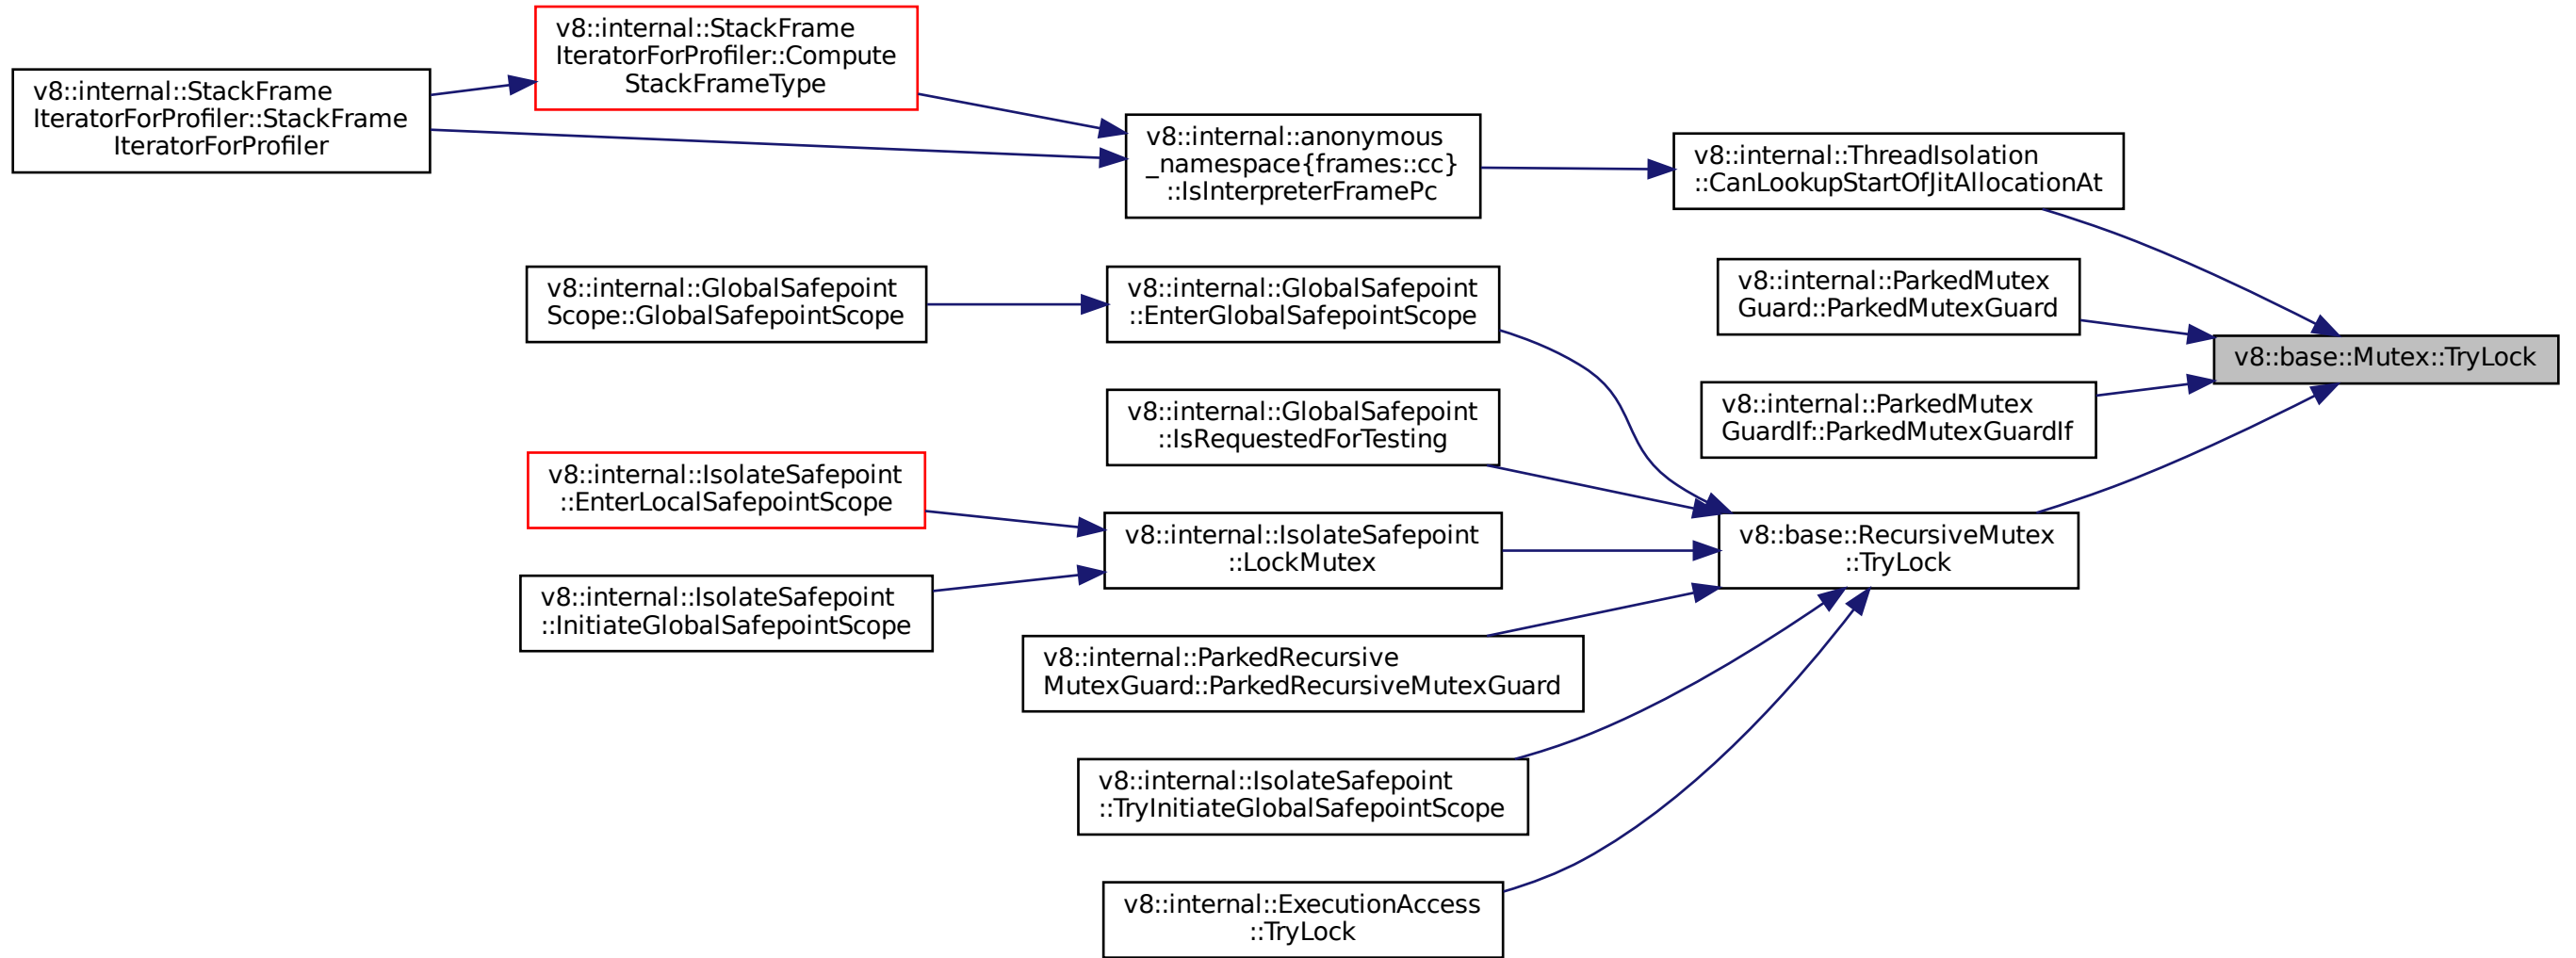 v8::internal::StackFrame
IteratorForProfiler::Compute
StackFrameType
v8::internal::StackFrame
IteratorForProfiler::StackFrame
IteratorForProfiler
v8::internal::anonymous
_namespace{frames::cc}
::IsInterpreterFramePc
v8::internal::ThreadIsolation
::CanLookupStartOfJitAllocationAt
v8::internal::GlobalSafepoint
Scope::GlobalSafepointScope
v8::internal::GlobalSafepoint
::EnterGlobalSafepointScope
v8::internal::ParkedMutex
Guard::ParkedMutexGuard
v8::base::Mutex::TryLock
v8::internal::GlobalSafepoint
::IsRequestedForTesting
v8::internal::ParkedMutex
GuardIf::ParkedMutexGuardIf
v8::internal::IsolateSafepoint
::EnterLocalSafepointScope
v8::internal::IsolateSafepoint
::LockMutex
v8::base::RecursiveMutex
::TryLock
v8::internal::IsolateSafepoint
::InitiateGlobalSafepointScope
v8::internal::ParkedRecursive
MutexGuard::ParkedRecursiveMutexGuard
v8::internal::IsolateSafepoint
::TryInitiateGlobalSafepointScope
v8::internal::ExecutionAccess
::TryLock